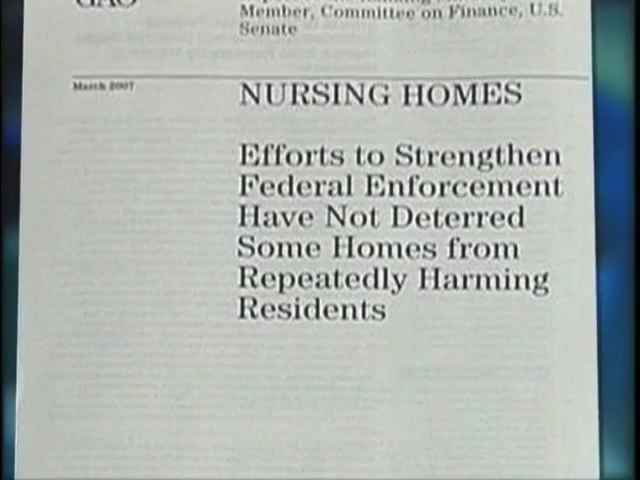 GAO
Member, Committee on Finance, U.S.
Senate
March 2007
NURSING HOMES
Efforts to Strengthen
Federal Enforcement
Have Not Deterred
Some Homes from
Repeatedly Harming
Residents